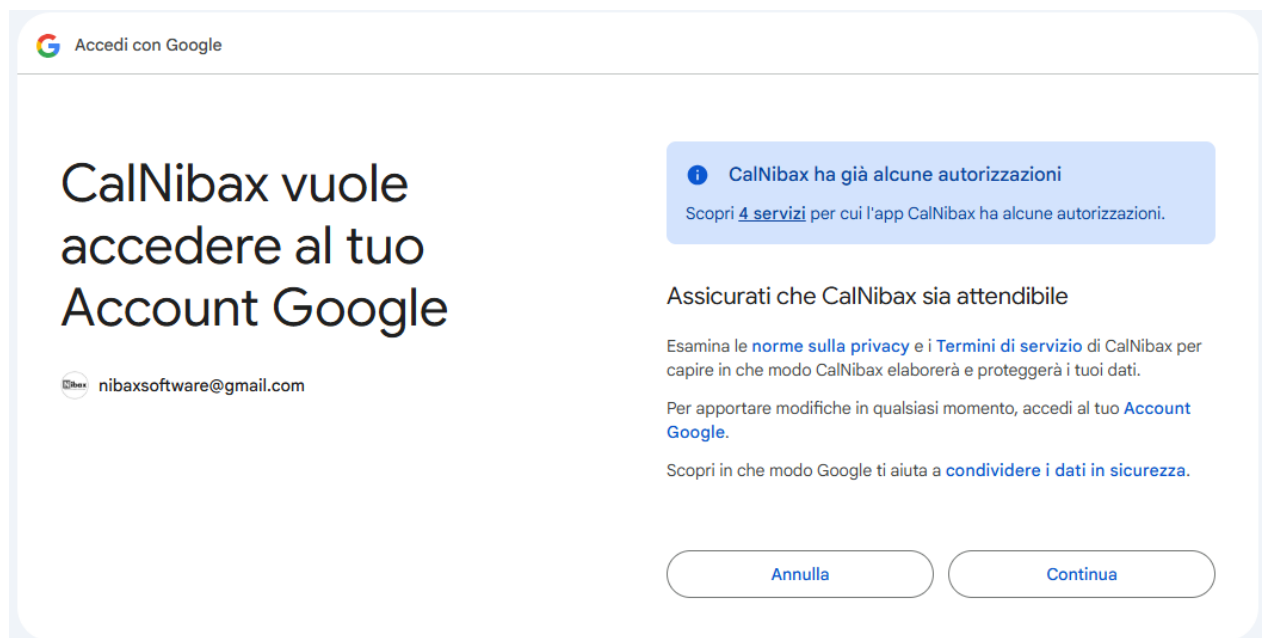 Accedi con Google
CalNibax vuole
accedere al tuo
Account Google
Nibax nibaxsoftware@gmail.com
CalNibax ha già alcune autorizzazioni
Scopri 4 servizi per cui l'app CalNibax ha alcune autorizzazioni.
Assicurati che CalNibax sia attendibile
Esamina le norme sulla privacy e i Termini di servizio di CalNibax per
capire in che modo CalNibax elaborerà e proteggerà i tuoi dati.
Per apportare modifiche in qualsiasi momento, accedi al tuo Account
Google.
Scopri in che modo Google ti aiuta a condividere i dati in sicurezza.
Annulla
Continua